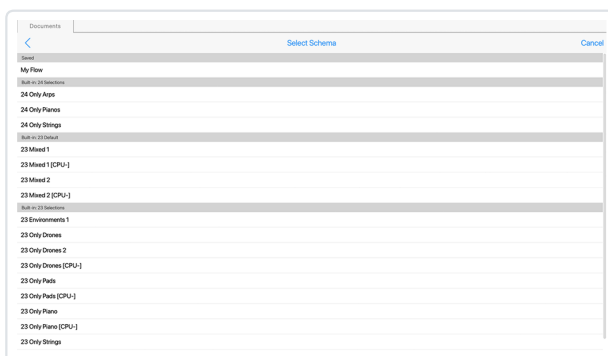 Documents
Select Schema Cancel
Saved
My Flow
Built-in: 24 Selections
24 Only Arps
24 Only Pianos
24 Only Strings
Built-in: 23 Default
23 Mixed 1
23 Mixed 1 [CPU-]
23 Mixed 2
23 Mixed 2 [CPU-]
Built-in: 23 Selections
23 Environments 1
23 Only Drones
23 Only Drones 2
23 Only Drones [CPU-]
23 Only Pads
23 Only Pads [CPU-]
23 Only Piano
23 Only Piano [CPU-]
23 Only Strings